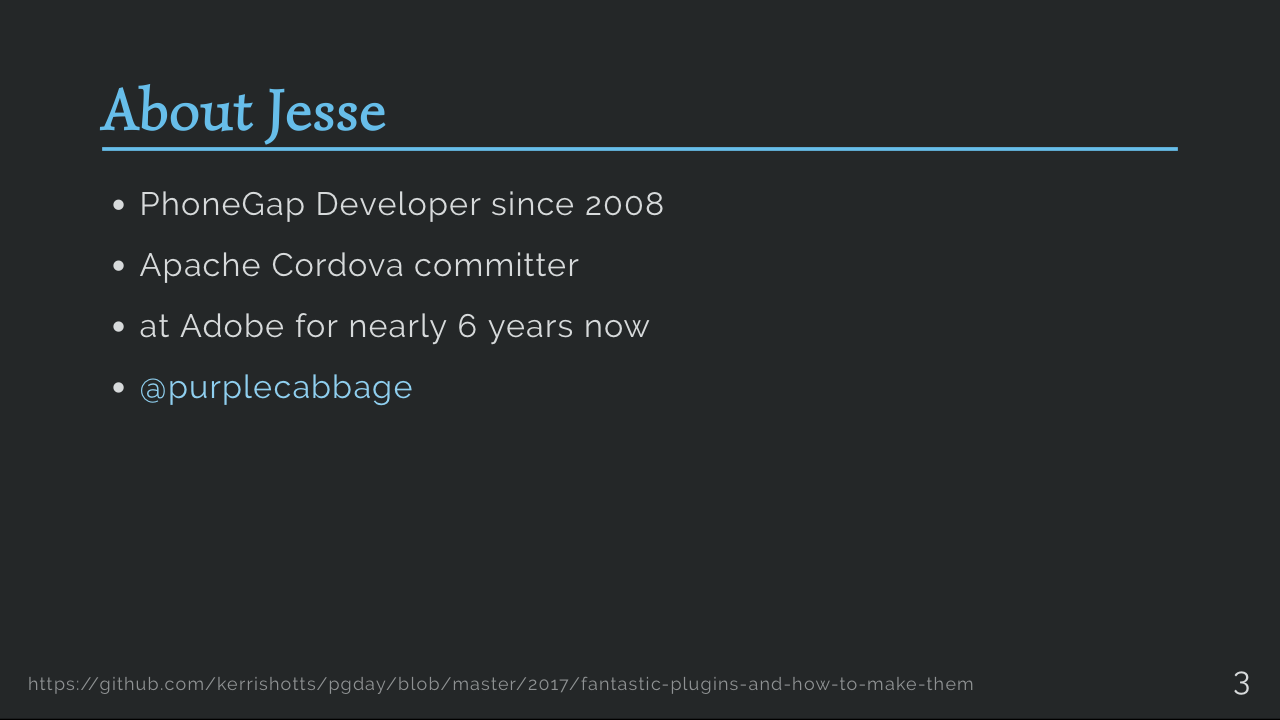 About Jesse
• PhoneGap Developer since 2008
• Apache Cordova committer
• at Adobe for nearly 6 years now
• @purplecabbage
https://github.com/kerrishotts/pgday/blob/master/2017/fantastic-plugins-and-how-to-make-them
3